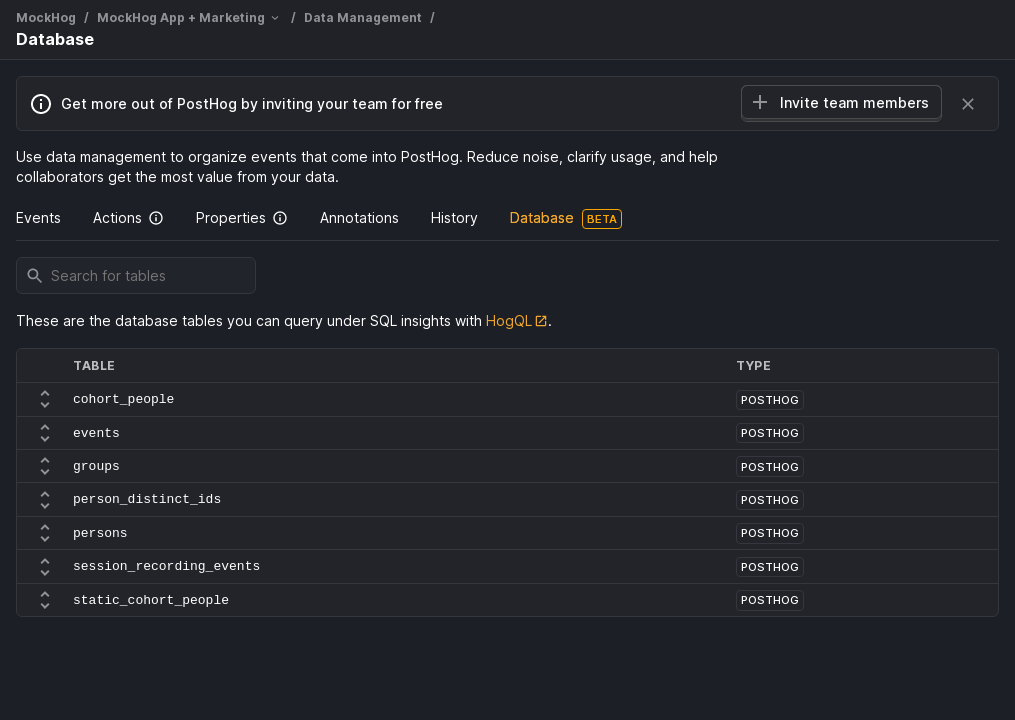 MockHog / MockHog App + Marketing / Data Management /
Database
Get more out of PostHog by inviting your team for free
Invite team members
Use data management to organize events that come into PostHog. Reduce noise, clarify usage, and help
collaborators get the most value from your data.
Events Actions Properties Annotations History Database BETA
Search for tables
These are the database tables you can query under SQL insights with HogQL.
TABLE TYPE
cohort_people POSTHOG
events POSTHOG
groups POSTHOG
person_distinct_ids POSTHOG
persons POSTHOG
session_recording_events POSTHOG
static_cohort_people POSTHOG